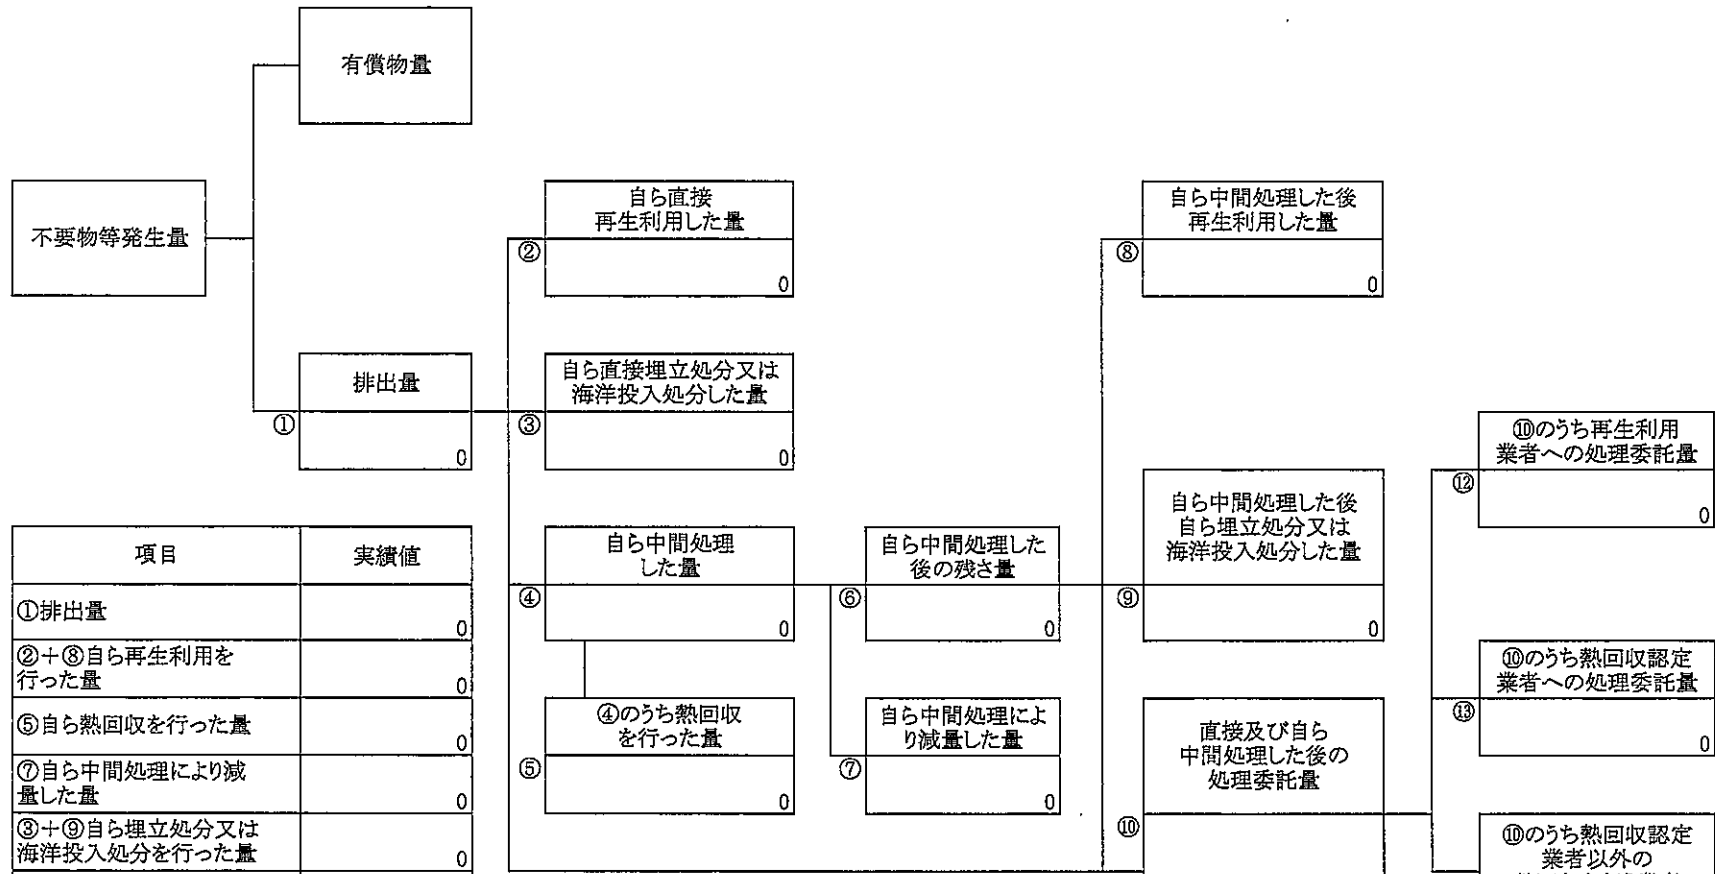 有償物量
不要物等発生量
自ら直接
再生利用した量
②
0
自ら中間処理した後
再生利用した量
⑧
0
排出量
①
0
自ら直接埋立処分又は
海洋投入処分した量
③
0
⑩のうち再生利用
業者への処理委託量
⑫
0
自ら中間処理した後
自ら埋立処分又は
海洋投入処分した量
⑨
0
自ら中間処理
した量
④
0
自ら中間処理した
後の残さ量
⑥
0
項目
実績値
①排出量
0
②+⑧自ら再生利用を
行った量
0
⑤自ら熱回収を行った量
0
⑦自ら中間処理により減
量した量
0
③+⑨自ら埋立処分又は
海洋投入処分を行った量
0
④のうち熱回収
を行った量
⑤
0
自ら中間処理によ
り減量した量
⑦
0
直接及び自ら
中間処理した後の
処理委託量
⑩
⑩のうち熱回収認定
業者への処理委託量
⑬
0
⑩のうち熱回収認定
業者以外の